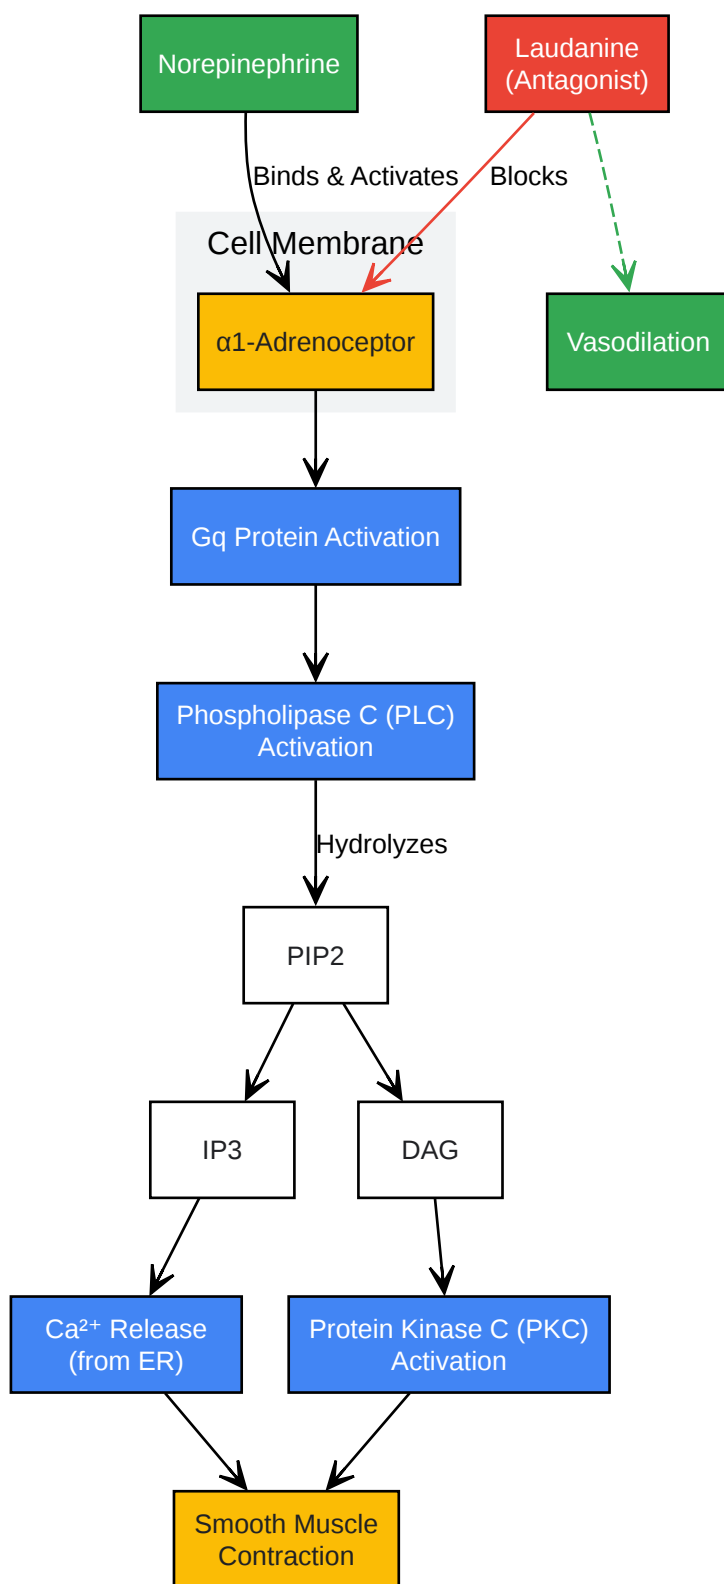 Norepinephrine
Laudanine
(Antagonist)
Binds & Activates
Blocks
Cell Membrane
α1-Adrenoceptor
Vasodilation
Gq Protein Activation
Phospholipase C (PLC)
Activation
Hydrolyzes
PIP2
IP3
DAG
Ca²⁺ Release
(from ER)
Protein Kinase C (PKC)
Activation
Smooth Muscle
Contraction